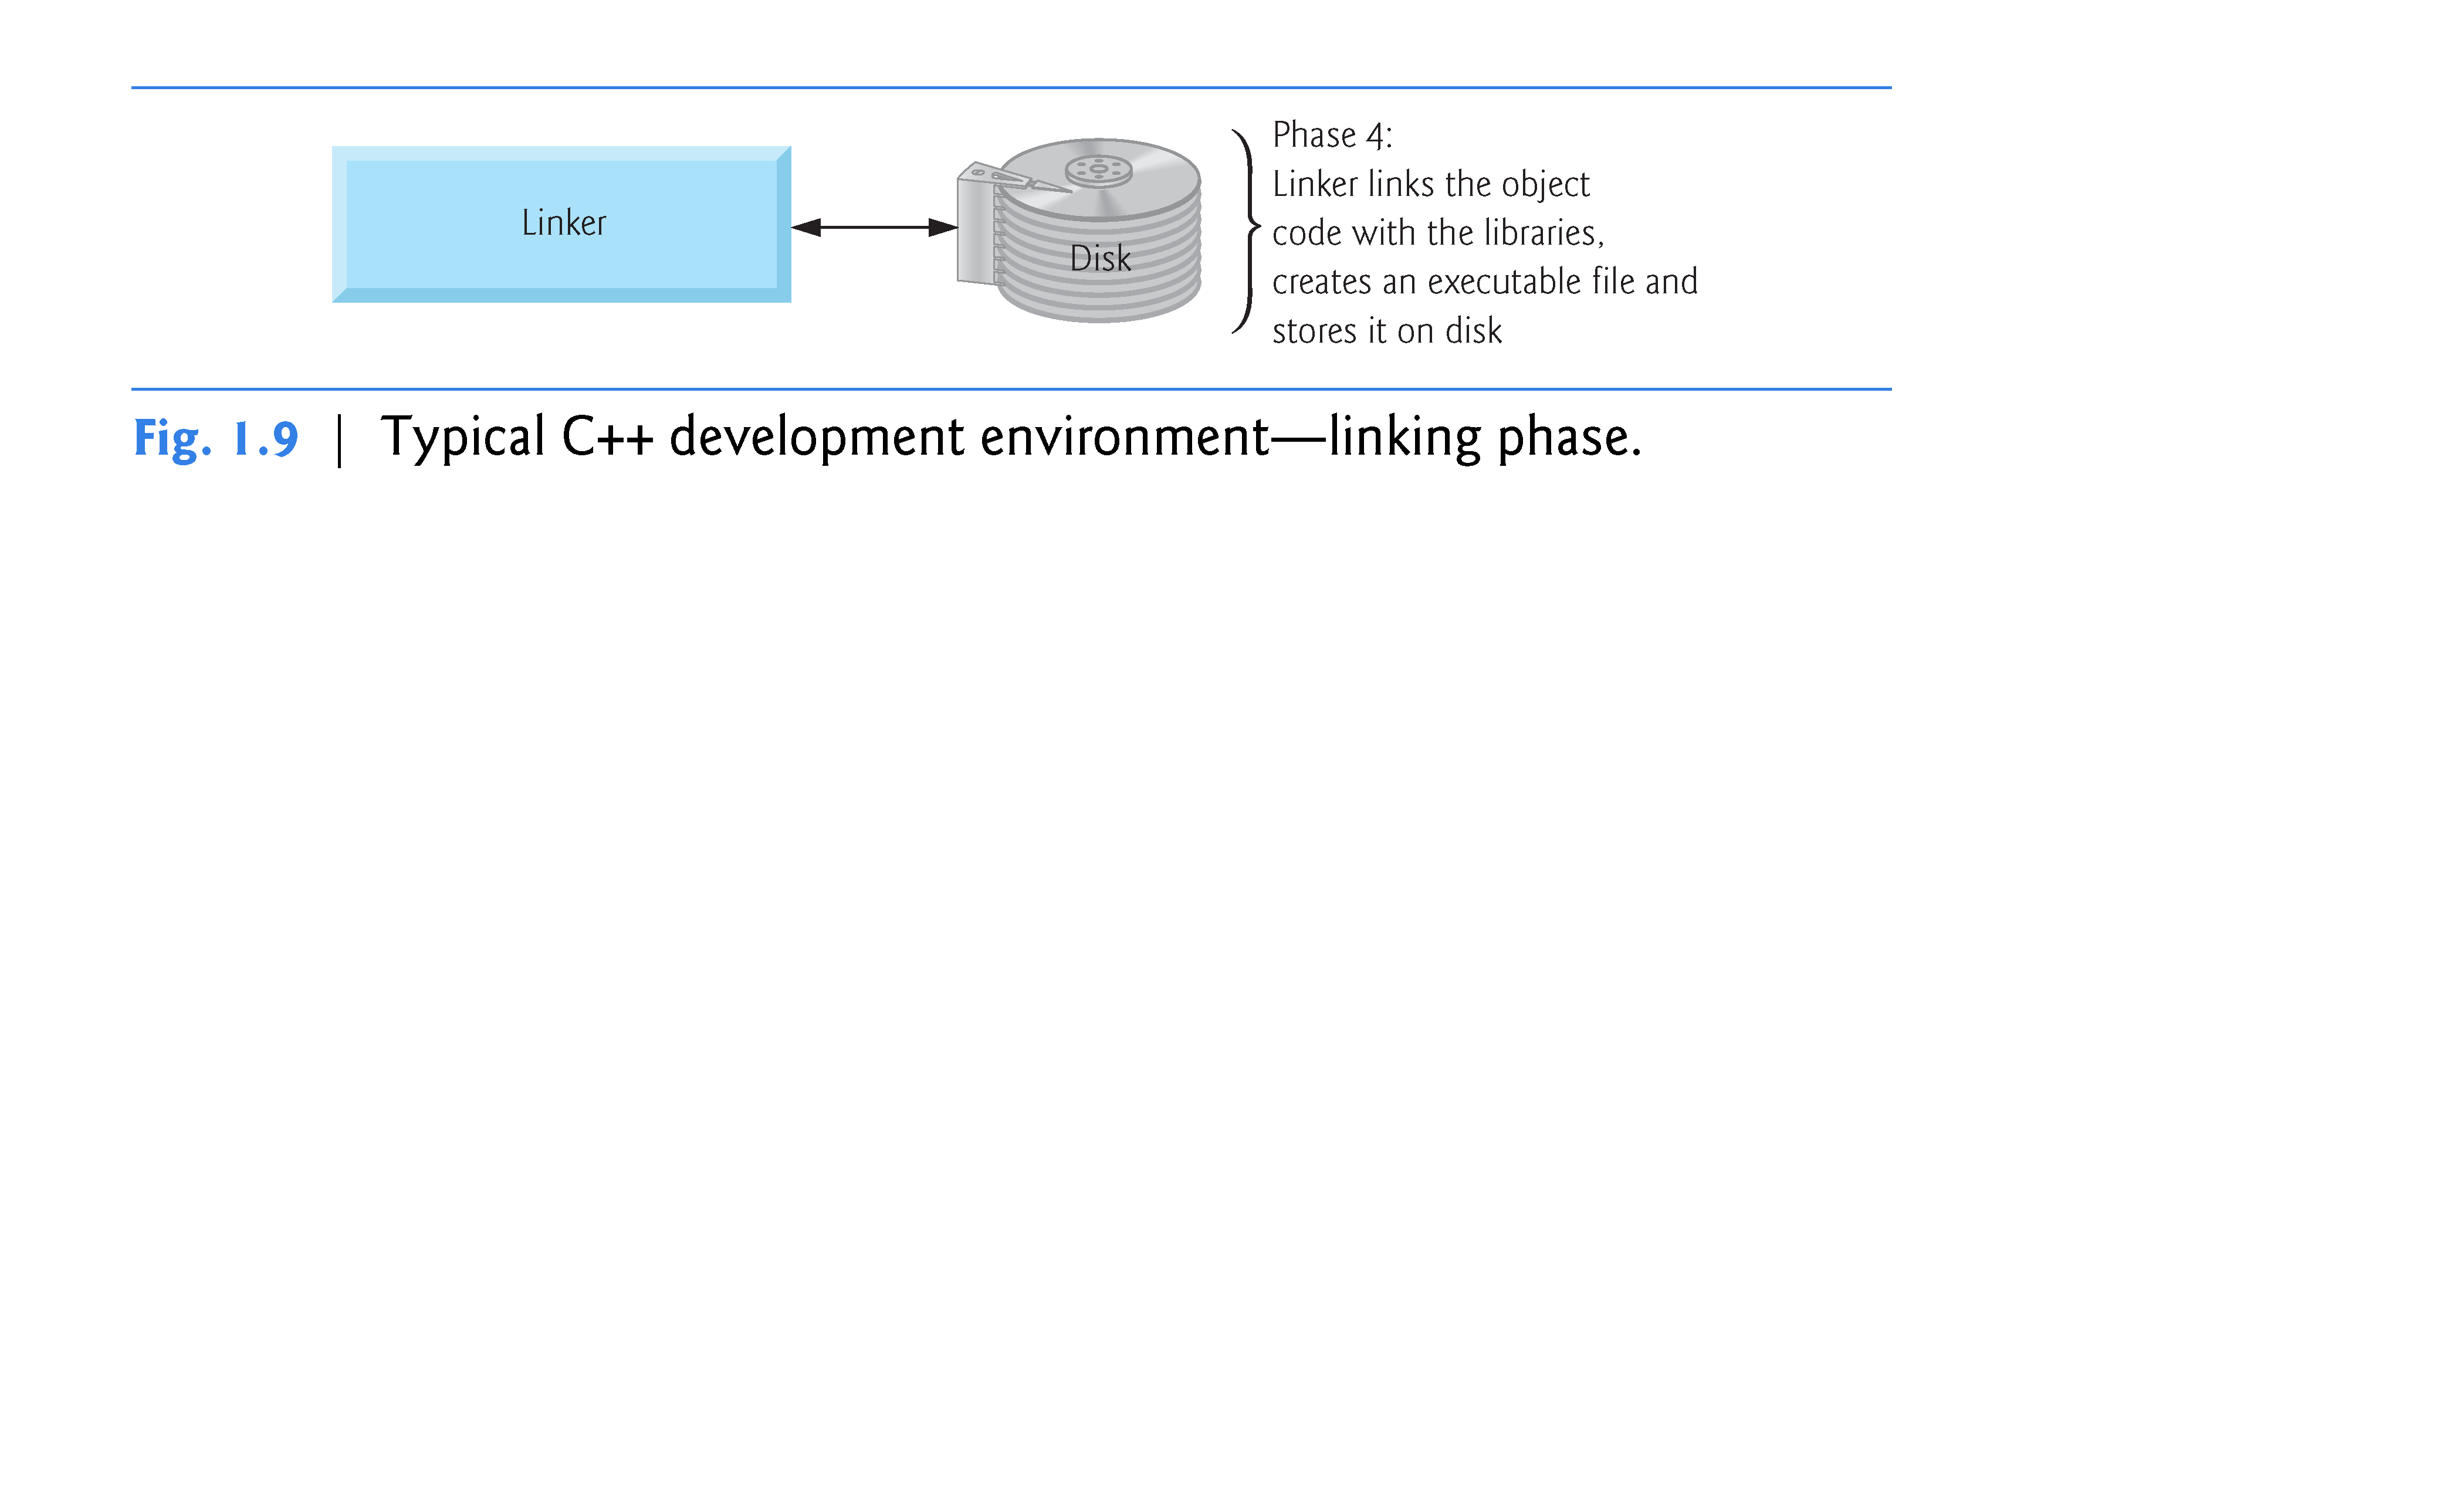 Linker
Disk
Phase 4:
Linker links the object
code with the libraries,
creates an executable file and
stores it on disk
Fig. 1.9 | Typical C++ development environment—linking phase.